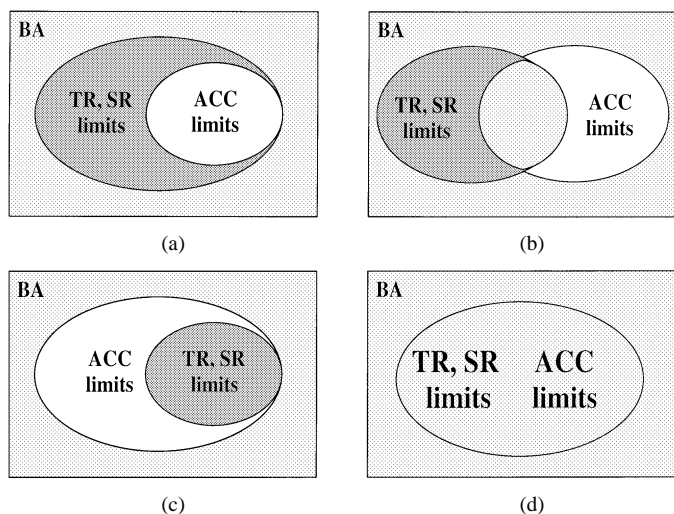 BA
TR, SR
limits
ACC
limits
(a)
BA
TR, SR
limits
ACC
limits
(b)
BA
ACC
limits
TR, SR
limits
(c)
BA
TR, SR
limits
ACC
limits
(d)